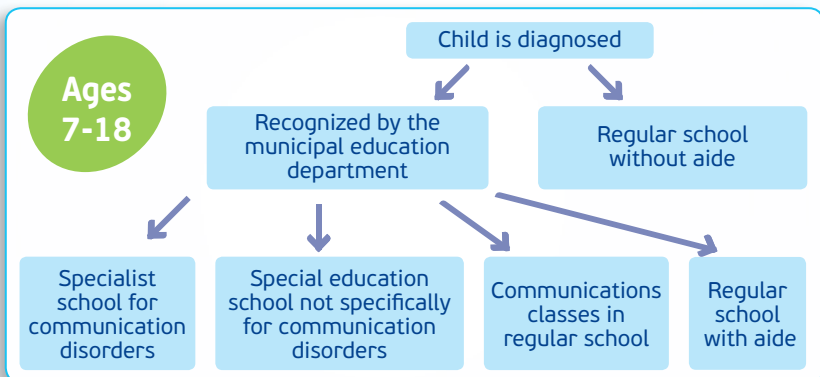 Child is diagnosed
Ages
7-18
Recognized by the
municipal education
department
Regular school
without aide
Specialist
school for
communication
disorders
Special education
school not specifically
for communication
disorders
Communications
classes in
regular school
Regular
school
with aide